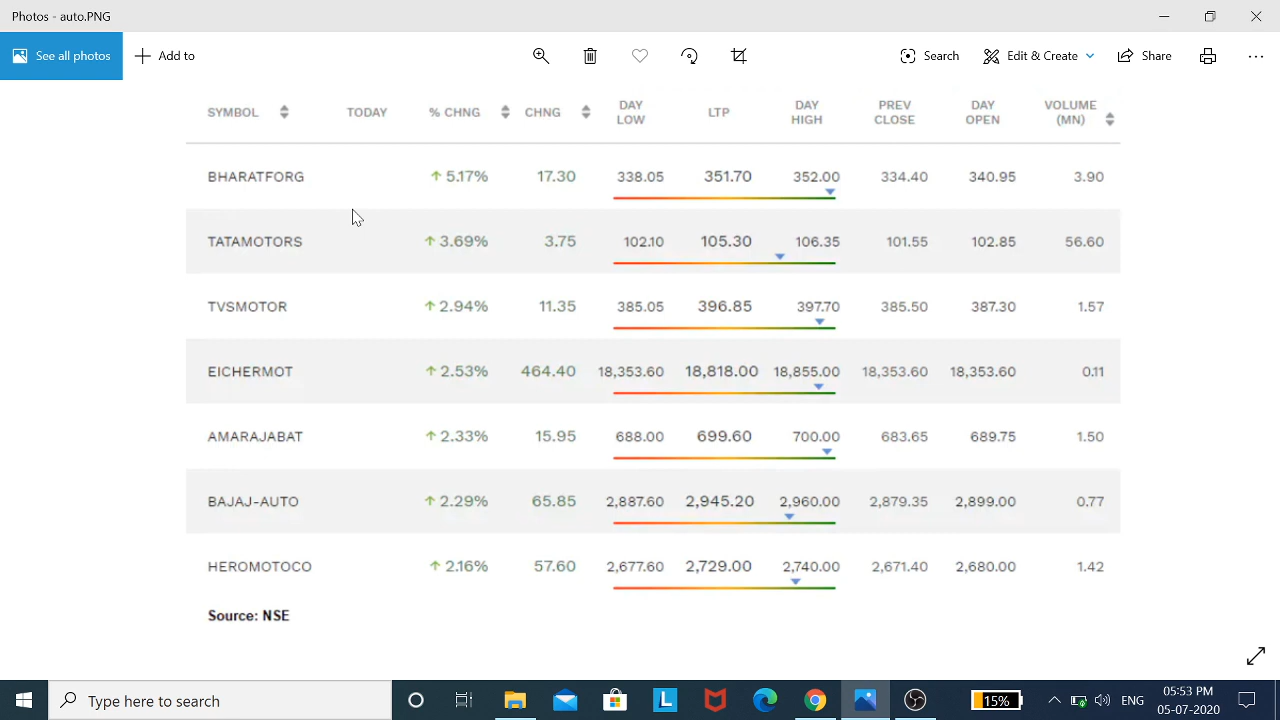 Photos - auto.PNG
See all photos Add to Search Edit & Create Share
SYMBOL TODAY % CHNG CHNG DAY LOW LTP DAY HIGH PREV CLOSE DAY OPEN VOLUME (MN)
BHARATFORG 5.17% 17.30 338.05 351.70 352.00 334.40 340.95 3.90
TATAMOTORS 3.69% 3.75 102.10 105.30 106.35 101.55 102.85 56.60
TVSMOTOR 2.94% 11.35 385.05 396.85 397.70 385.50 387.30 1.57
EICHERMOT 2.53% 464.40 18,353.60 18,818.00 18,855.00 18,353.60 18,353.60 0.11
AMARAJABAT 2.33% 15.95 688.00 699.60 700.00 683.65 689.75 1.50
BAJAJ-AUTO 2.29% 65.85 2,887.60 2,945.20 2,960.00 2,879.35 2,899.00 0.77
HEROMOTOCO 2.16% 57.60 2,677.60 2,729.00 2,740.00 2,671.40 2,680.00 1.42
Source: NSE
Type here to search L 15% ENG 05:53 PM
05-07-2020